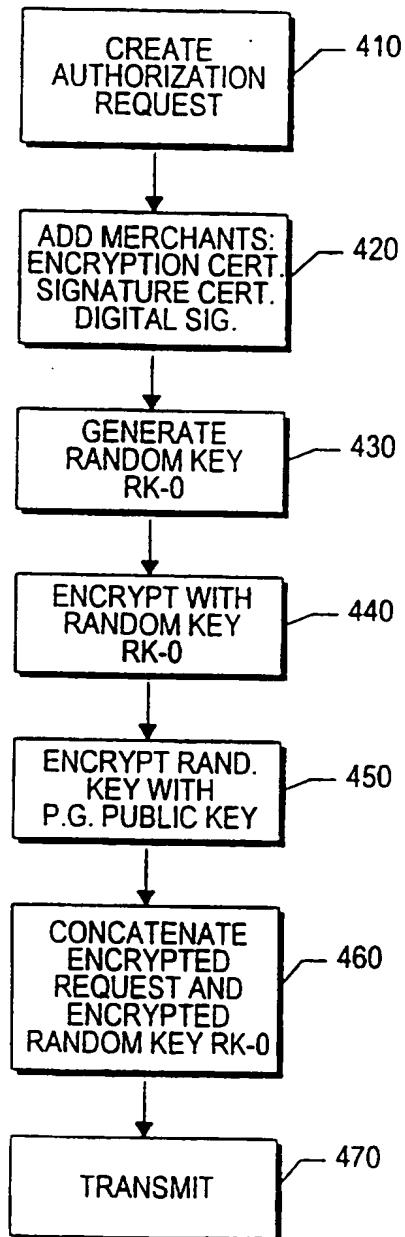 CREATE
AUTHORIZATION
REQUEST
410
ADD MERCHANTS:
ENCRYPTION CERT.
SIGNATURE CERT.
DIGITAL SIG.
420
GENERATE
RANDOM KEY
RK-0
430
ENCRYPT WITH
RANDOM KEY
RK-0
440
ENCRYPT RAND.
KEY WITH
P.G. PUBLIC KEY
450
CONCATENATE
ENCRYPTED
REQUEST AND
ENCRYPTED
RANDOM KEY RK-0
460
TRANSMIT
470